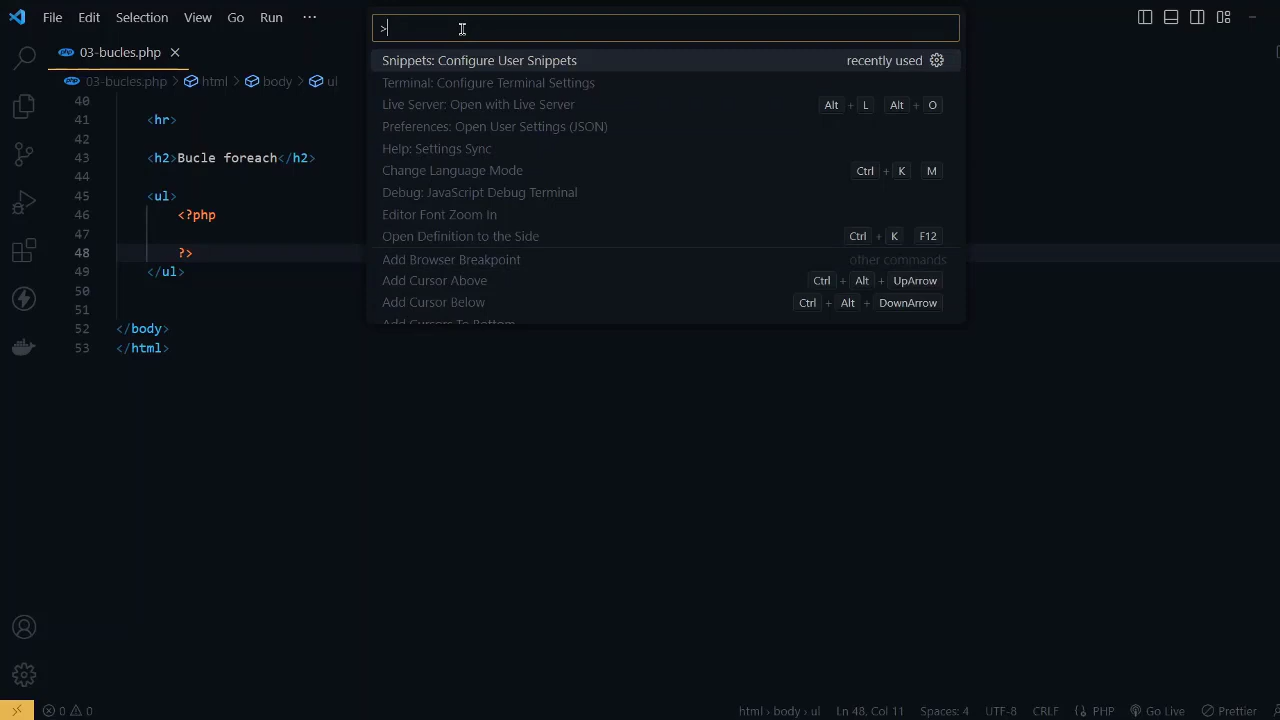 File Edit Selection View Go Run ···
>
php 03-bucles.php
php 03-bucles.php > html > body > ul
Snippets: Configure User Snippets recently used
Terminal: Configure Terminal Settings
Live Server: Open with Live Server Alt + L Alt + O
Preferences: Open User Settings (JSON)
Help: Settings Sync
Change Language Mode Ctrl + K M
Debug: JavaScript Debug Terminal
Editor Font Zoom In
Open Definition to the Side Ctrl + K F12
Add Browser Breakpoint other commands
Add Cursor Above Ctrl + Alt + UpArrow
Add Cursor Below Ctrl + Alt + DownArrow
Add Cursors To Bottom
40
41 <hr>
42
43 <h2>Bucle foreach</h2>
44
45 <ul>
46 <?php
47
48 ?>
49 </ul>
50
51
52 </body>
53 </html>
0 0 html > body > ul Ln 48, Col 11 Spaces: 4 UTF-8 CRLF {} PHP Go Live Prettier